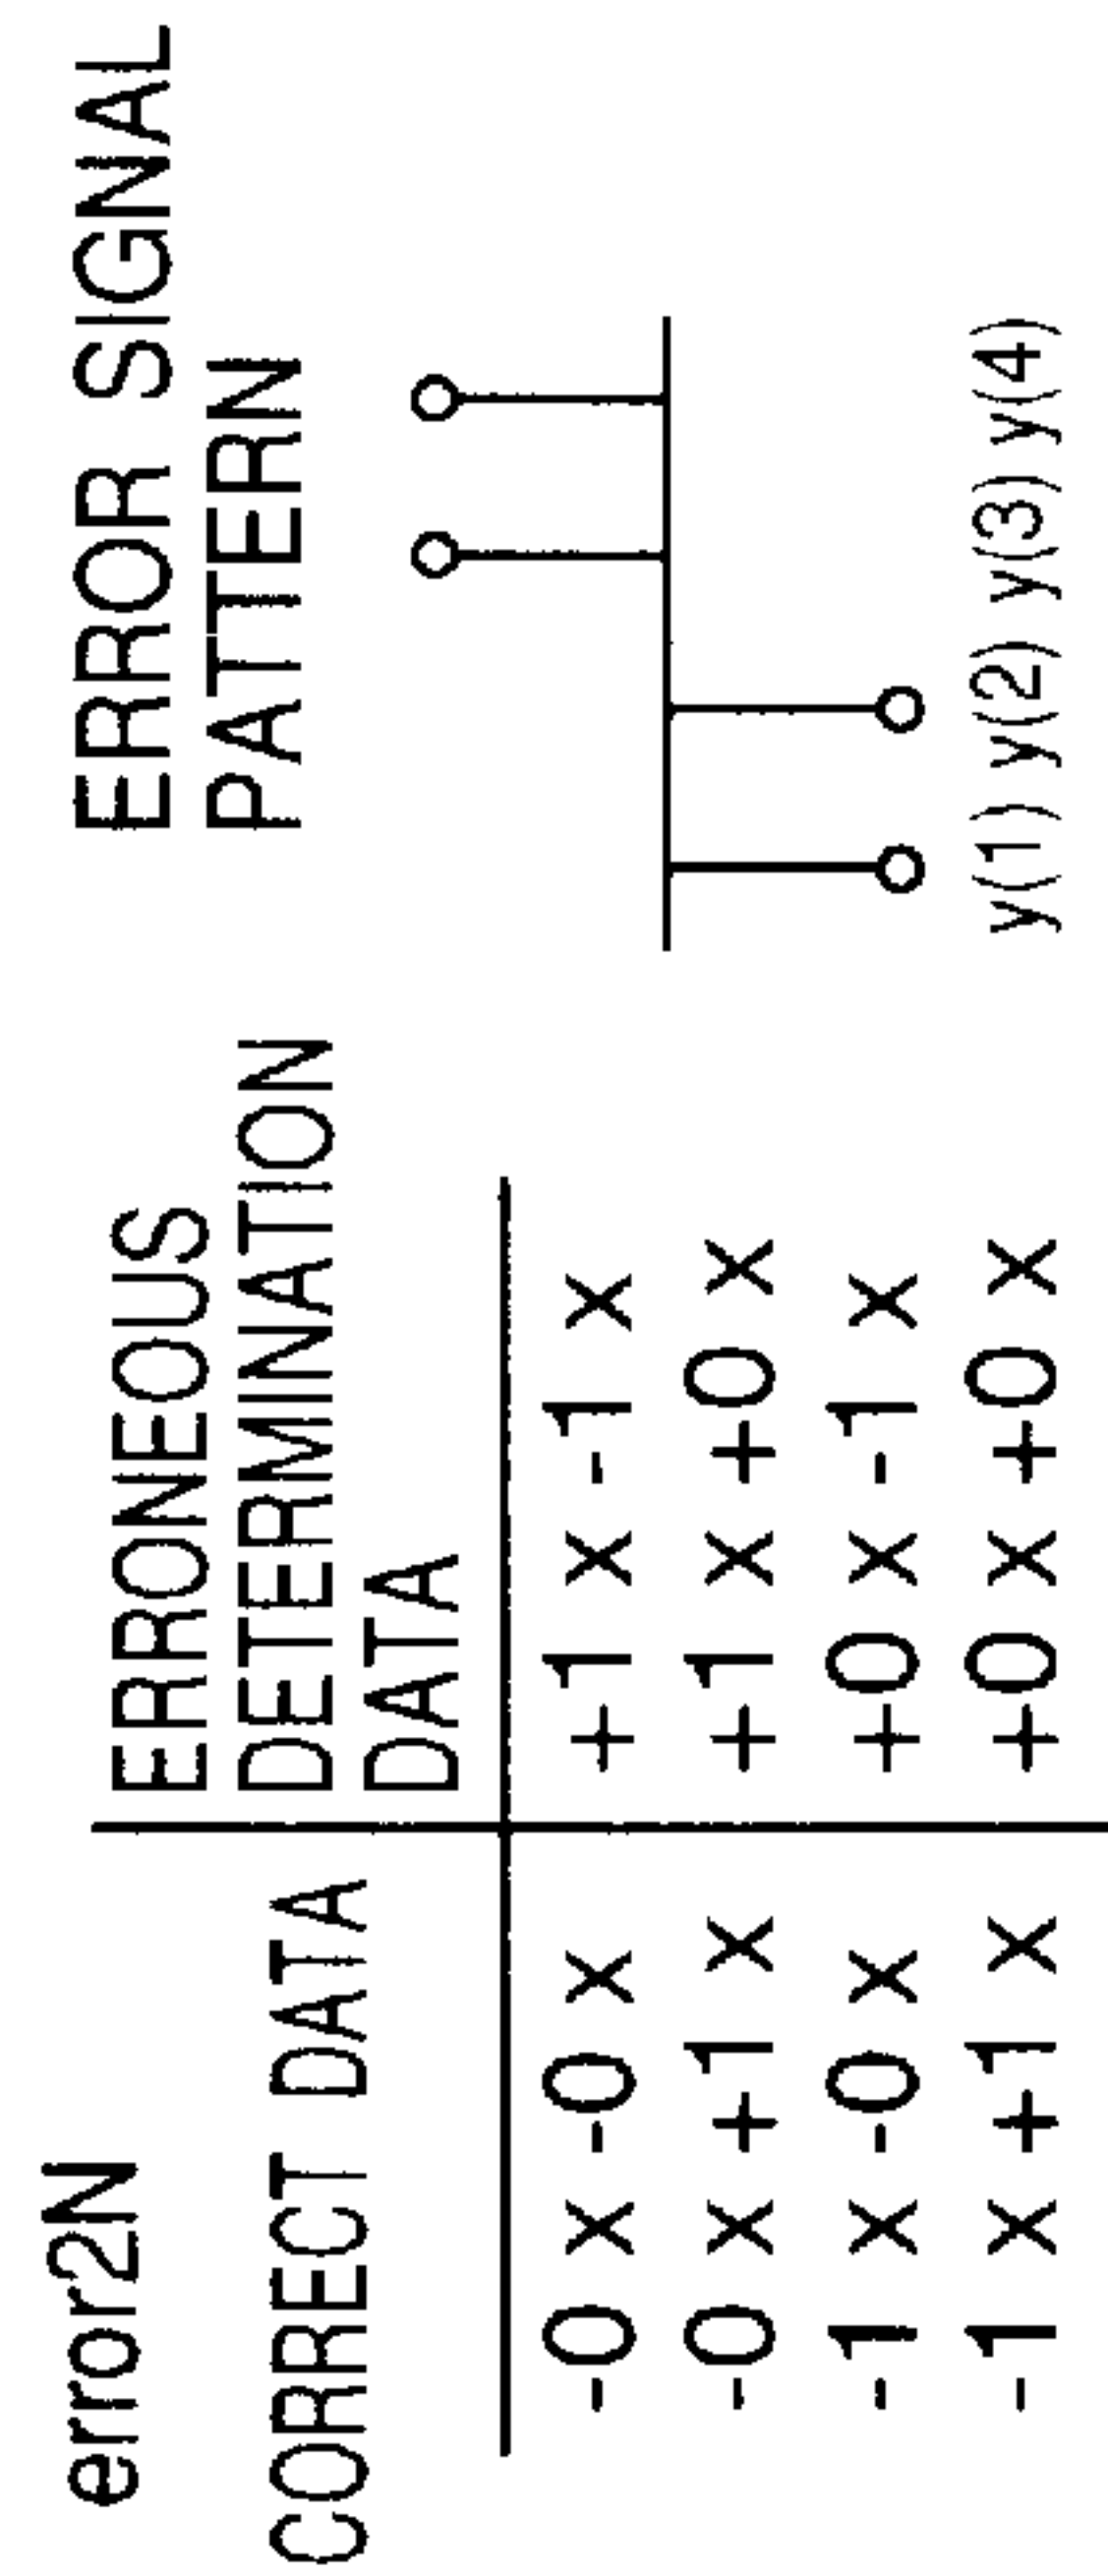 error2N
CORRECT DATA
ERRONEOUS
DETERMINATION
DATA
-0 x -0 x +1 x -1 x
-0 x +1 x +1 x +0 x
-1 x -0 x +0 x -1 x
-1 x +1 x +0 x +0 x
ERROR SIGNAL
PATTERN
y(1) y(2) y(3) y(4)